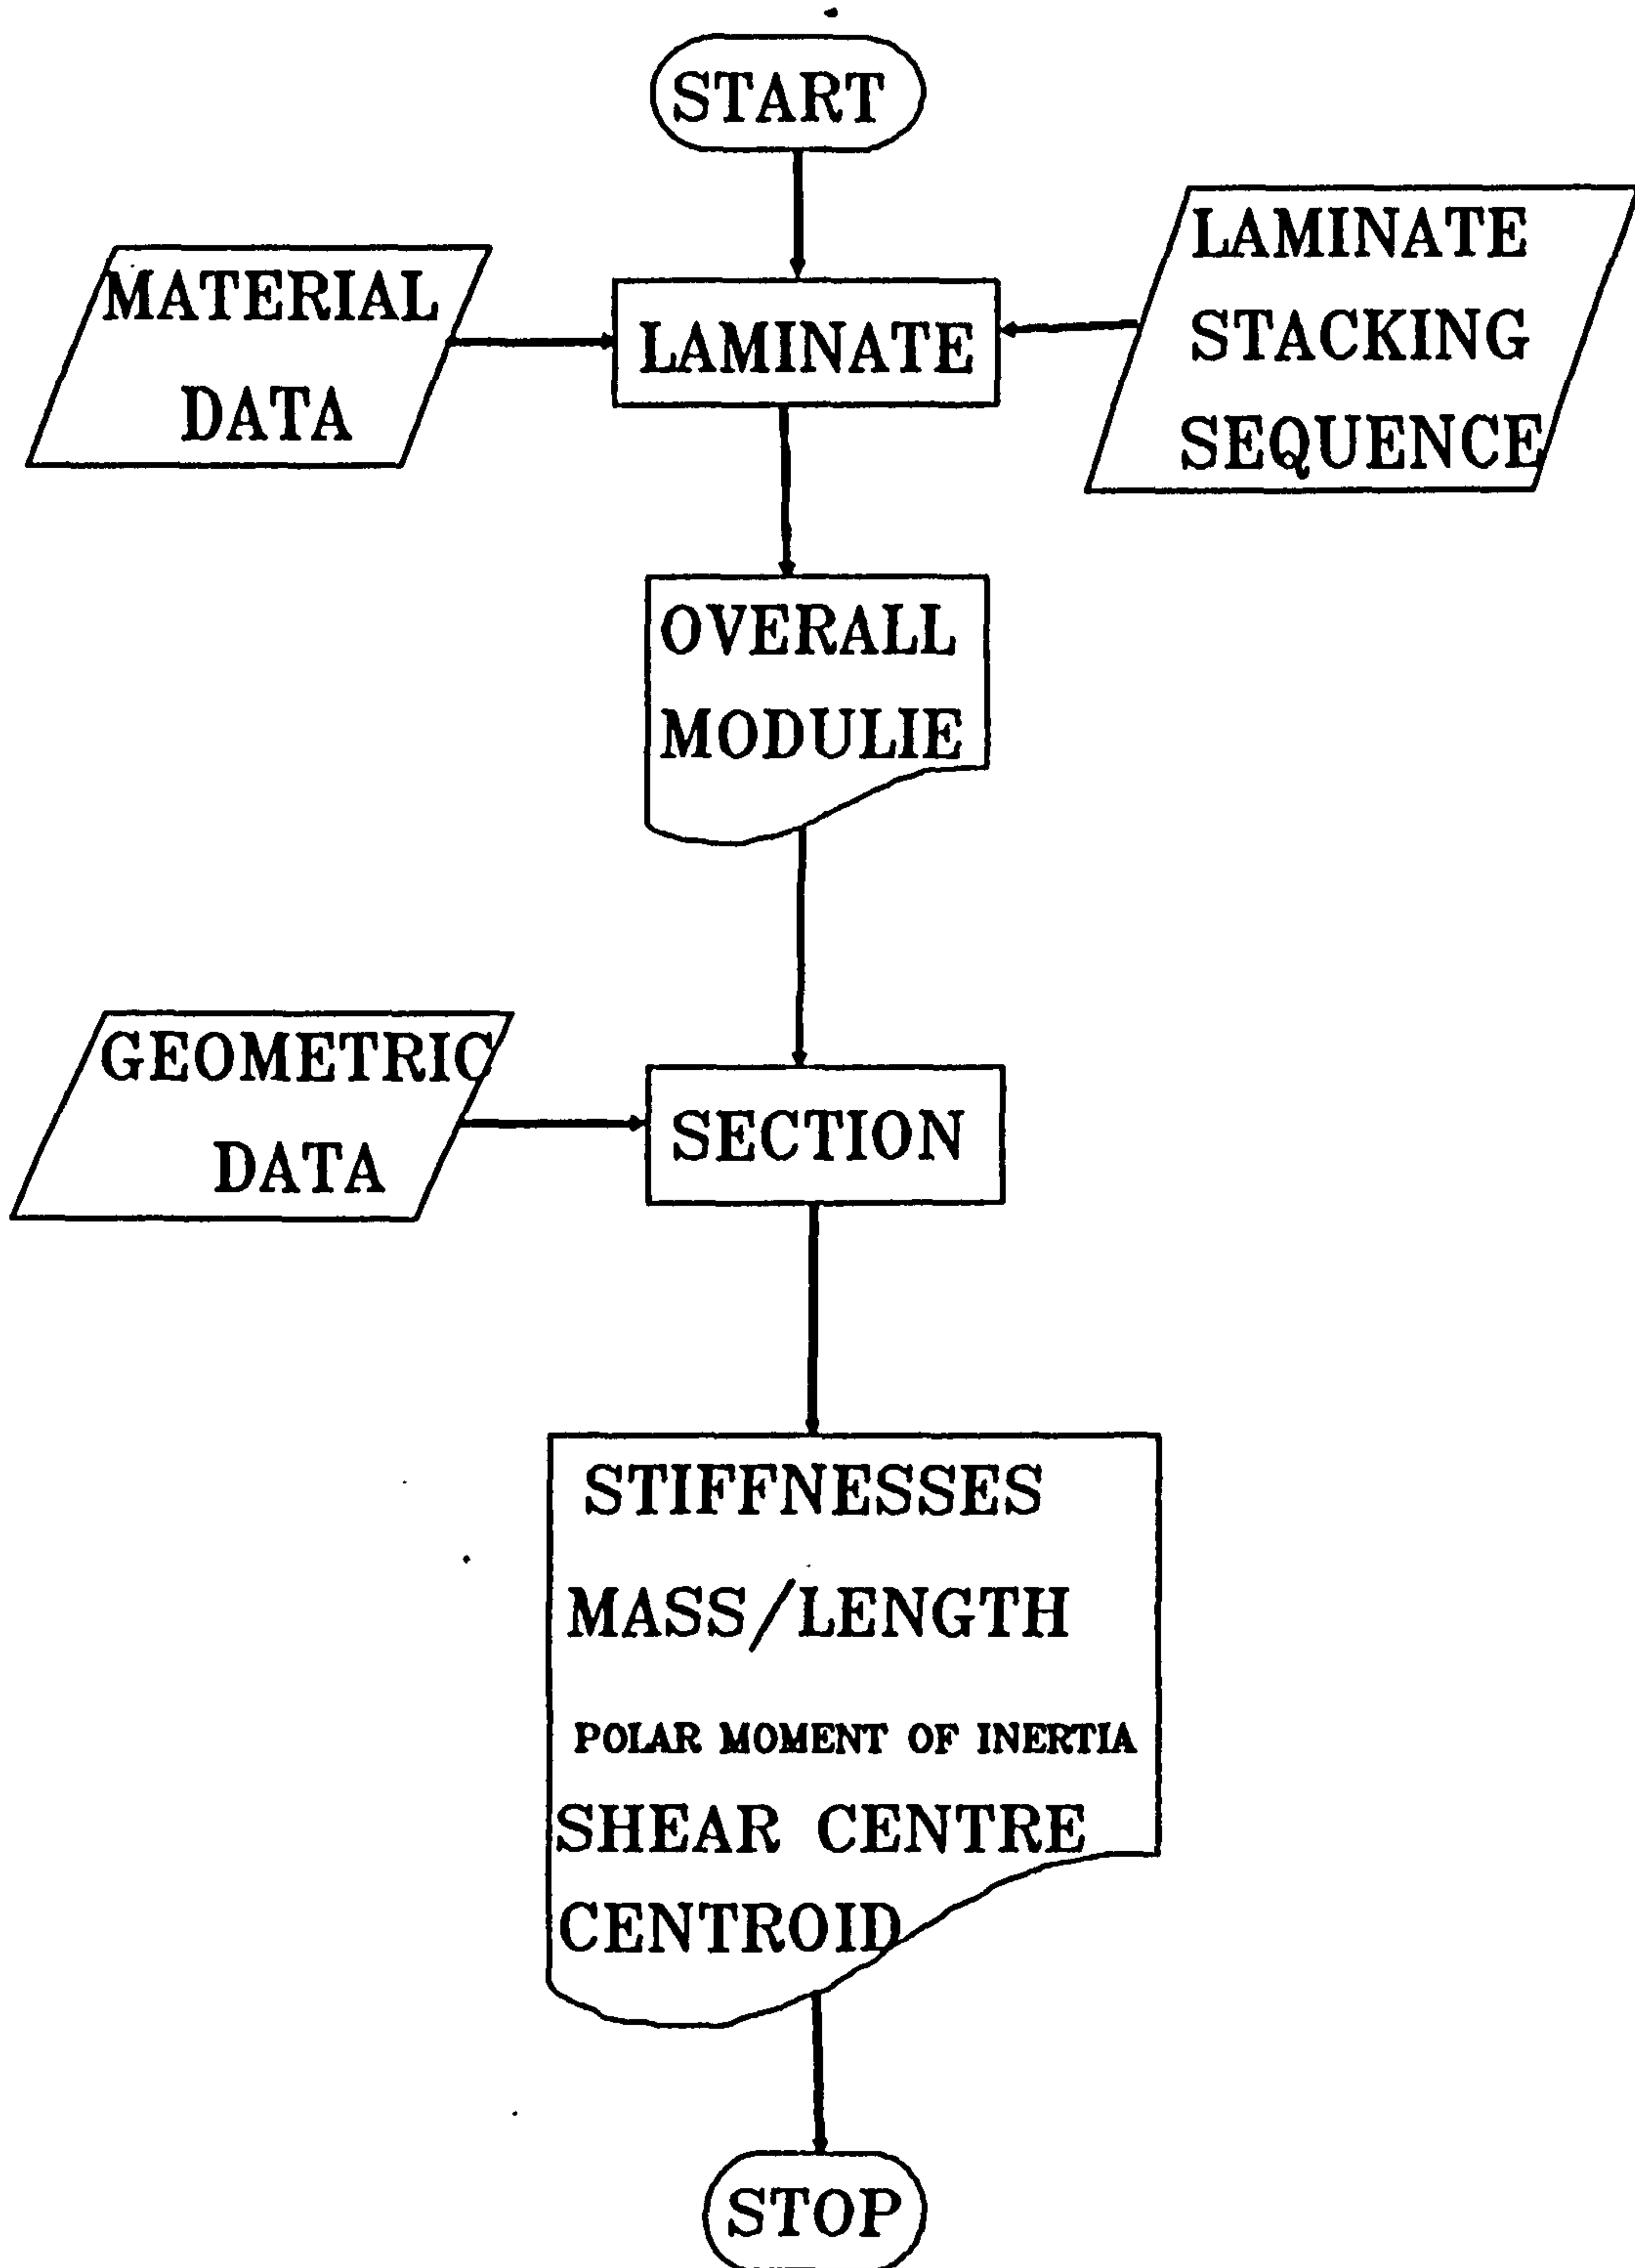 START
MATERIAL
DATA
LAMINATE
LAMINATE
STACKING
SEQUENCE
OVERALL
MODULIE
GEOMETRIC
DATA
SECTION
STIFFNESSES
MASS/LENGTH
POLAR MOMENT OF INERTIA
SHEAR CENTRE
CENTROID
STOP